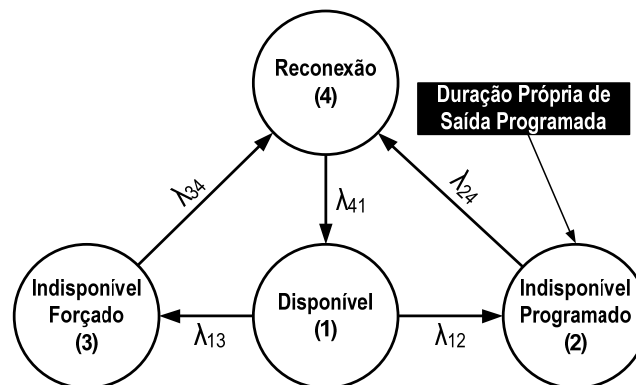 Reconexão
(4)
Duração Própria de
Saída Programada
λ34
λ41
λ24
Indisponível
Forçado
(3)
λ13
Disponível
(1)
λ12
Indisponível
Programado
(2)